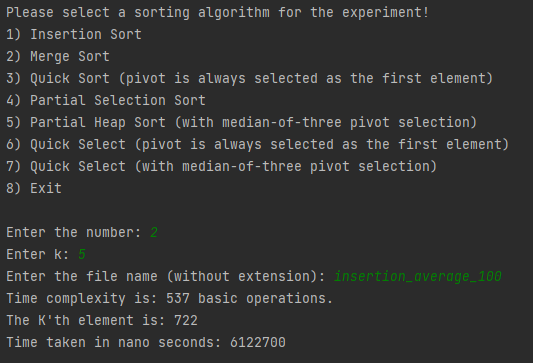 Please select a sorting algorithm for the experiment!
1) Insertion Sort
2) Merge Sort
3) Quick Sort (pivot is always selected as the first element)
4) Partial Selection Sort
5) Partial Heap Sort (with median-of-three pivot selection)
6) Quick Select (pivot is always selected as the first element)
7) Quick Select (with median-of-three pivot selection)
8) Exit
Enter the number: 2
Enter k: 5
Enter the file name (without extension): insertion_average_100
Time complexity is: 537 basic operations.
The K'th element is: 722
Time taken in nano seconds: 6122700